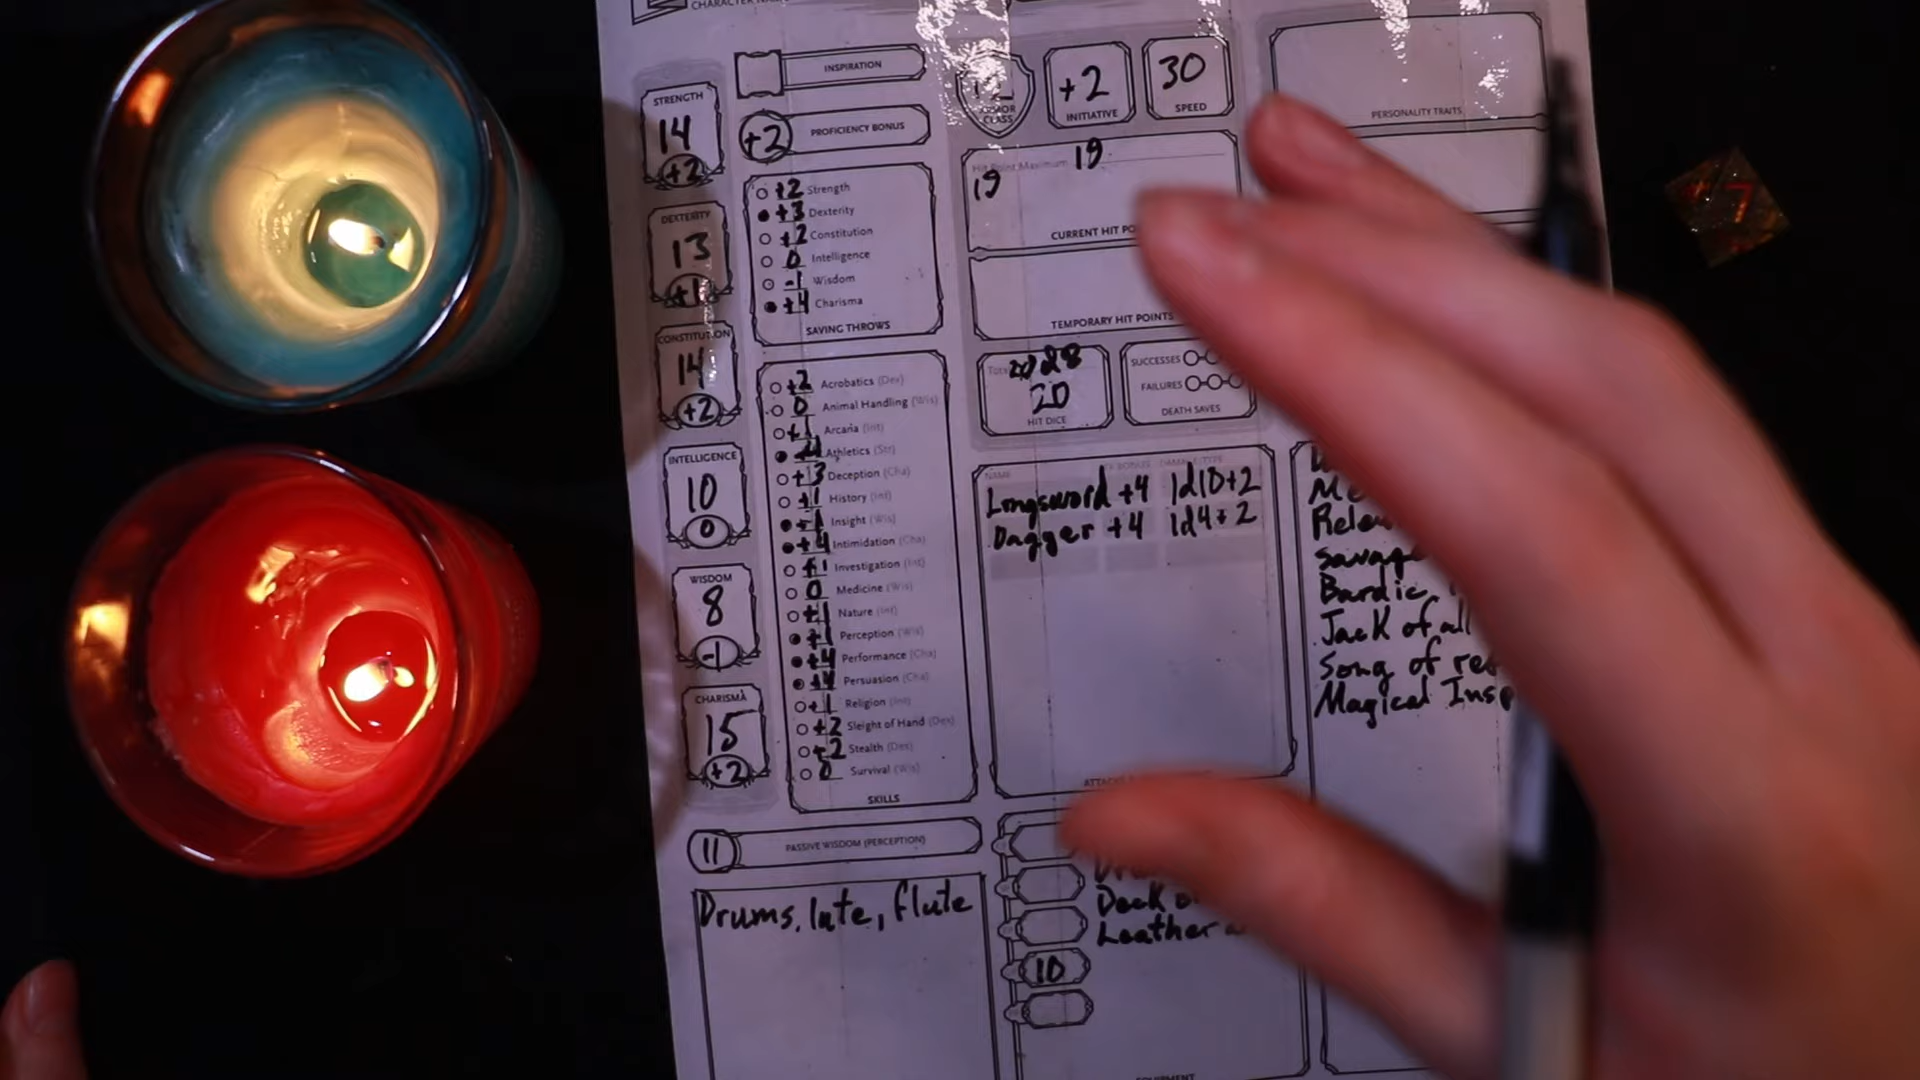 CHARACTER NAME
INSPIRATION
+2 PROFICIENCY BONUS
STRENGTH
14
+2
DEXTERITY
13
+1
CONSTITUTION
14
+2
INTELLIGENCE
10
0
WISDOM
8
-1
CHARISMA
15
+2
+2 Strength
+3 Dexterity
+2 Constitution
0 Intelligence
-1 Wisdom
+4 Charisma
SAVING THROWS
+2 Acrobatics (Dex)
0 Animal Handling (Wis)
+1 Arcana (Int)
Athletics (Str)
+3 Deception (Cha)
+1 History (Int)
+1 Insight (Wis)
+4 Intimidation (Cha)
+1 Investigation (Int)
0 Medicine (Wis)
+1 Nature (Int)
+1 Perception (Wis)
+4 Performance (Cha)
+4 Persuasion (Cha)
+1 Religion (Int)
+2 Sleight of Hand (Dex)
+2 Stealth (Dex)
0 Survival (Wis)
SKILLS
11 PASSIVE WISDOM (PERCEPTION)
Drums, lute, flute
ARMOR
CLASS
+2
INITIATIVE
30
SPEED
Hit Point Maximum 19
19
CURRENT HIT
TEMPORARY HIT POINTS
28
20
HIT DICE
SUCCESSES
FAILURES
DEATH SAVES
NAME
Longsword +4 1d10+2
Dagger +4 1d4+2
Leather
10
EQUIPMENT
PERSONALITY TRAITS
Bardic
Jack of all
Song of
Magical